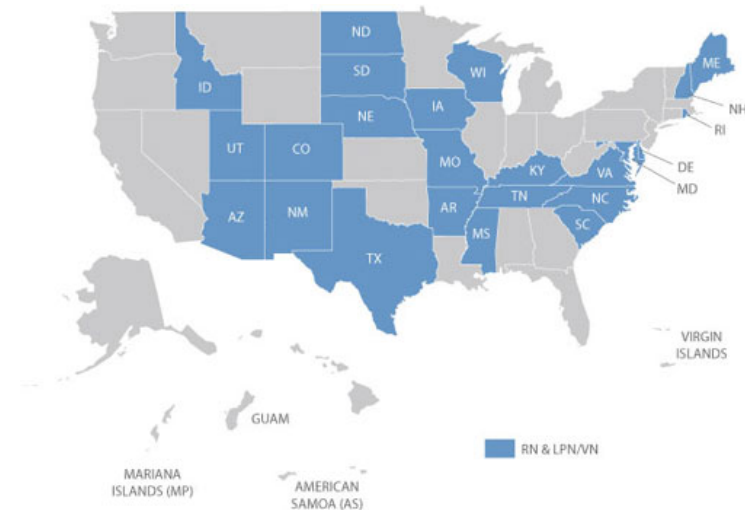 ND
ME
ID
SD
WI
NH
NE
IA
RI
UT
CO
DE
MO
KY
VA
MD
TN
NC
AZ
NM
AR
SC
MS
TX
VIRGIN
ISLANDS
GUAM
RN & LPN/VN
MARIANA
ISLANDS (MP)
AMERICAN
SAMOA (AS)